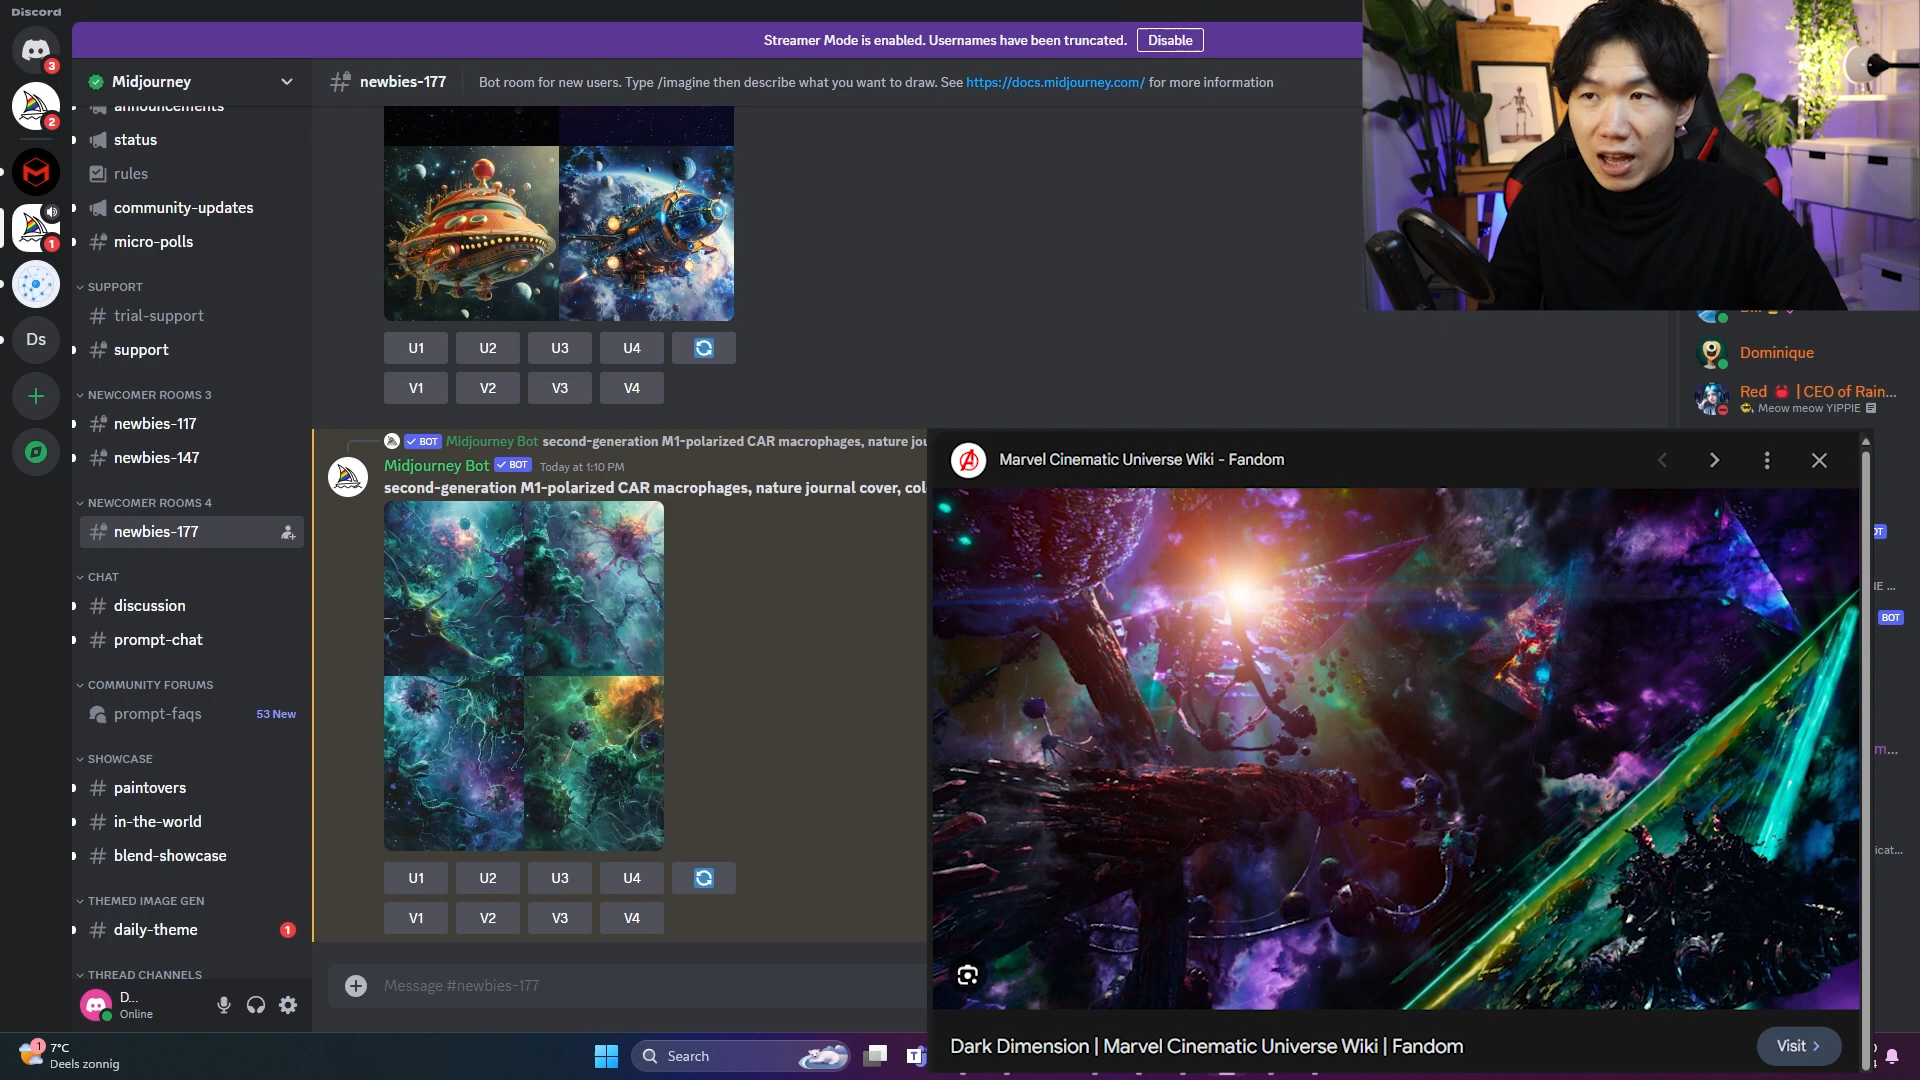 Discord
Streamer Mode is enabled. Usernames have been truncated.
Disable
3
2
1
Ds
Midjourney
announcements
status
rules
community-updates
micro-polls
SUPPORT
trial-support
support
NEWCOMER ROOMS 3
newbies-117
newbies-147
NEWCOMER ROOMS 4
newbies-177
CHAT
discussion
prompt-chat
COMMUNITY FORUMS
prompt-faqs
53 New
SHOWCASE
paintovers
in-the-world
blend-showcase
THEMED IMAGE GEN
daily-theme
1
THREAD CHANNELS
D...
Online
newbies-177
Bot room for new users. Type /imagine then describe what you want to draw. See https://docs.midjourney.com/ for more information
U1 U2 U3 U4
V1 V2 V3 V4
BOT Midjourney Bot second-generation M1-polarized CAR macrophages, nature jou
Midjourney Bot BOT Today at 1:10 PM
second-generation M1-polarized CAR macrophages, nature journal cover, col
U1 U2 U3 U4
V1 V2 V3 V4
Message #newbies-177
Dominique
Red | CEO of Rain...
Meow meow YIPPIE
BOT
m...
icat...
Marvel Cinematic Universe Wiki - Fandom
Dark Dimension | Marvel Cinematic Universe Wiki | Fandom
Visit
1
7°C
Deels zonnig
Search
T